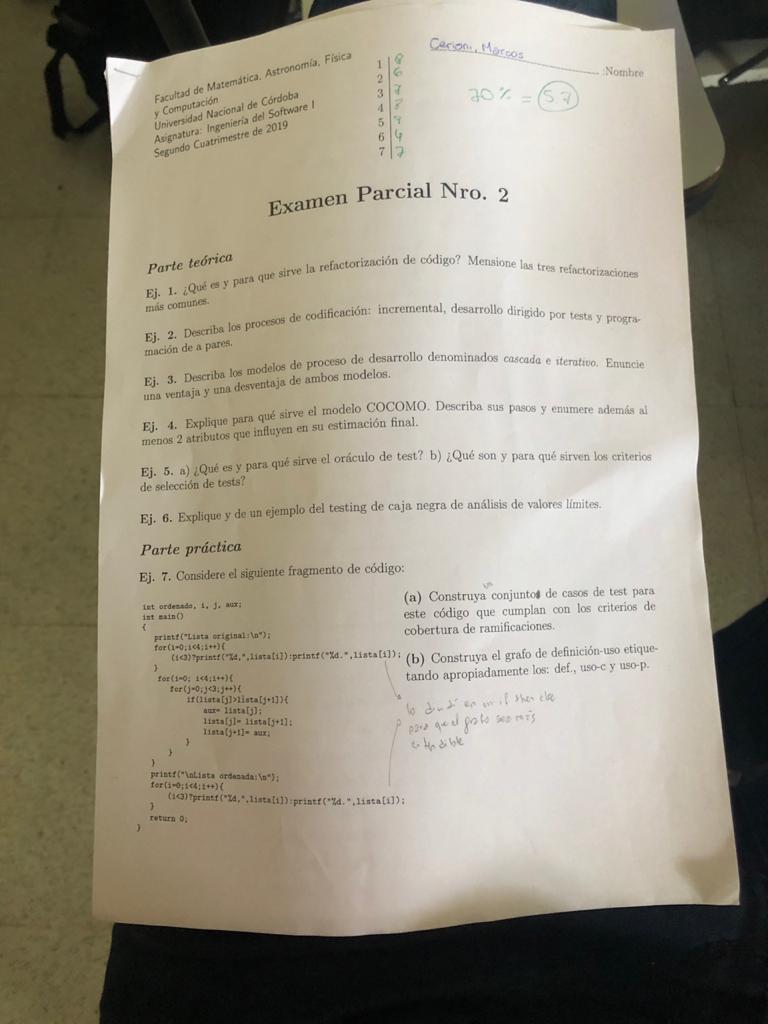 Facultad de Matemática, Astronomía, Física
y Computación
Universidad Nacional de Córdoba
Asignatura: Ingeniería del Software I
Segundo Cuatrimestre de 2019
1 8
2 6
3 7
4
5
6 4
7 7
Cerioni, Marcos
:Nombre
70% =
Examen Parcial Nro. 2
Parte teórica
Ej. 1. ¿Qué es y para que sirve la refactorización de código? Mensione las tres refactorizaciones
más comunes.
Ej. 2. Describa los procesos de codificación: incremental, desarrollo dirigido por tests y progra-
mación de a pares.
Ej. 3. Describa los modelos de proceso de desarrollo denominados cascada e iterativo. Enuncie
una ventaja y una desventaja de ambos modelos.
Ej. 4. Explique para qué sirve el modelo COCOMO. Describa sus pasos y enumere además al
menos 2 atributos que influyen en su estimación final.
Ej. 5. a) ¿Qué es y para qué sirve el oráculo de test? b) ¿Qué son y para qué sirven los criterios
de selección de tests?
Ej. 6. Explique y de un ejemplo del testing de caja negra de análisis de valores límites.
Parte práctica
Ej. 7. Considere el siguiente fragmento de código:
int ordenado, i, j, aux;
int main()
{
printf("Lista original:\n");
for(i=0;i<4;i++){
(i<3)?printf("%d,",lista[i]):printf("%d.",lista[i]);
}
for(i=0; i<4;i++){
for(j=0;j<3;j++){
if(lista[j]>lista[j+1]){
aux= lista[j];
lista[j]= lista[j+1];
lista[j+1]= aux;
}
}
}
printf("\nLista ordenada:\n");
for(i=0;i<4;i++){
(i<3)?printf("%d,",lista[i]):printf("%d.",lista[i]);
}
return 0;
}
un
(a) Construya conjuntos de casos de test para
este código que cumplan con los criterios de
cobertura de ramificaciones.
(b) Construya el grafo de definición-uso etique-
tando apropiadamente los: def., uso-c y uso-p.
lo en un if then else
para que el grafo sea más